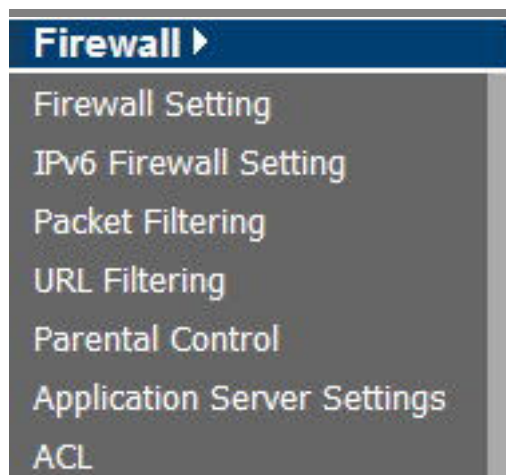 Firewall
Firewall Setting
IPv6 Firewall Setting
Packet Filtering
URL Filtering
Parental Control
Application Server Settings
ACL